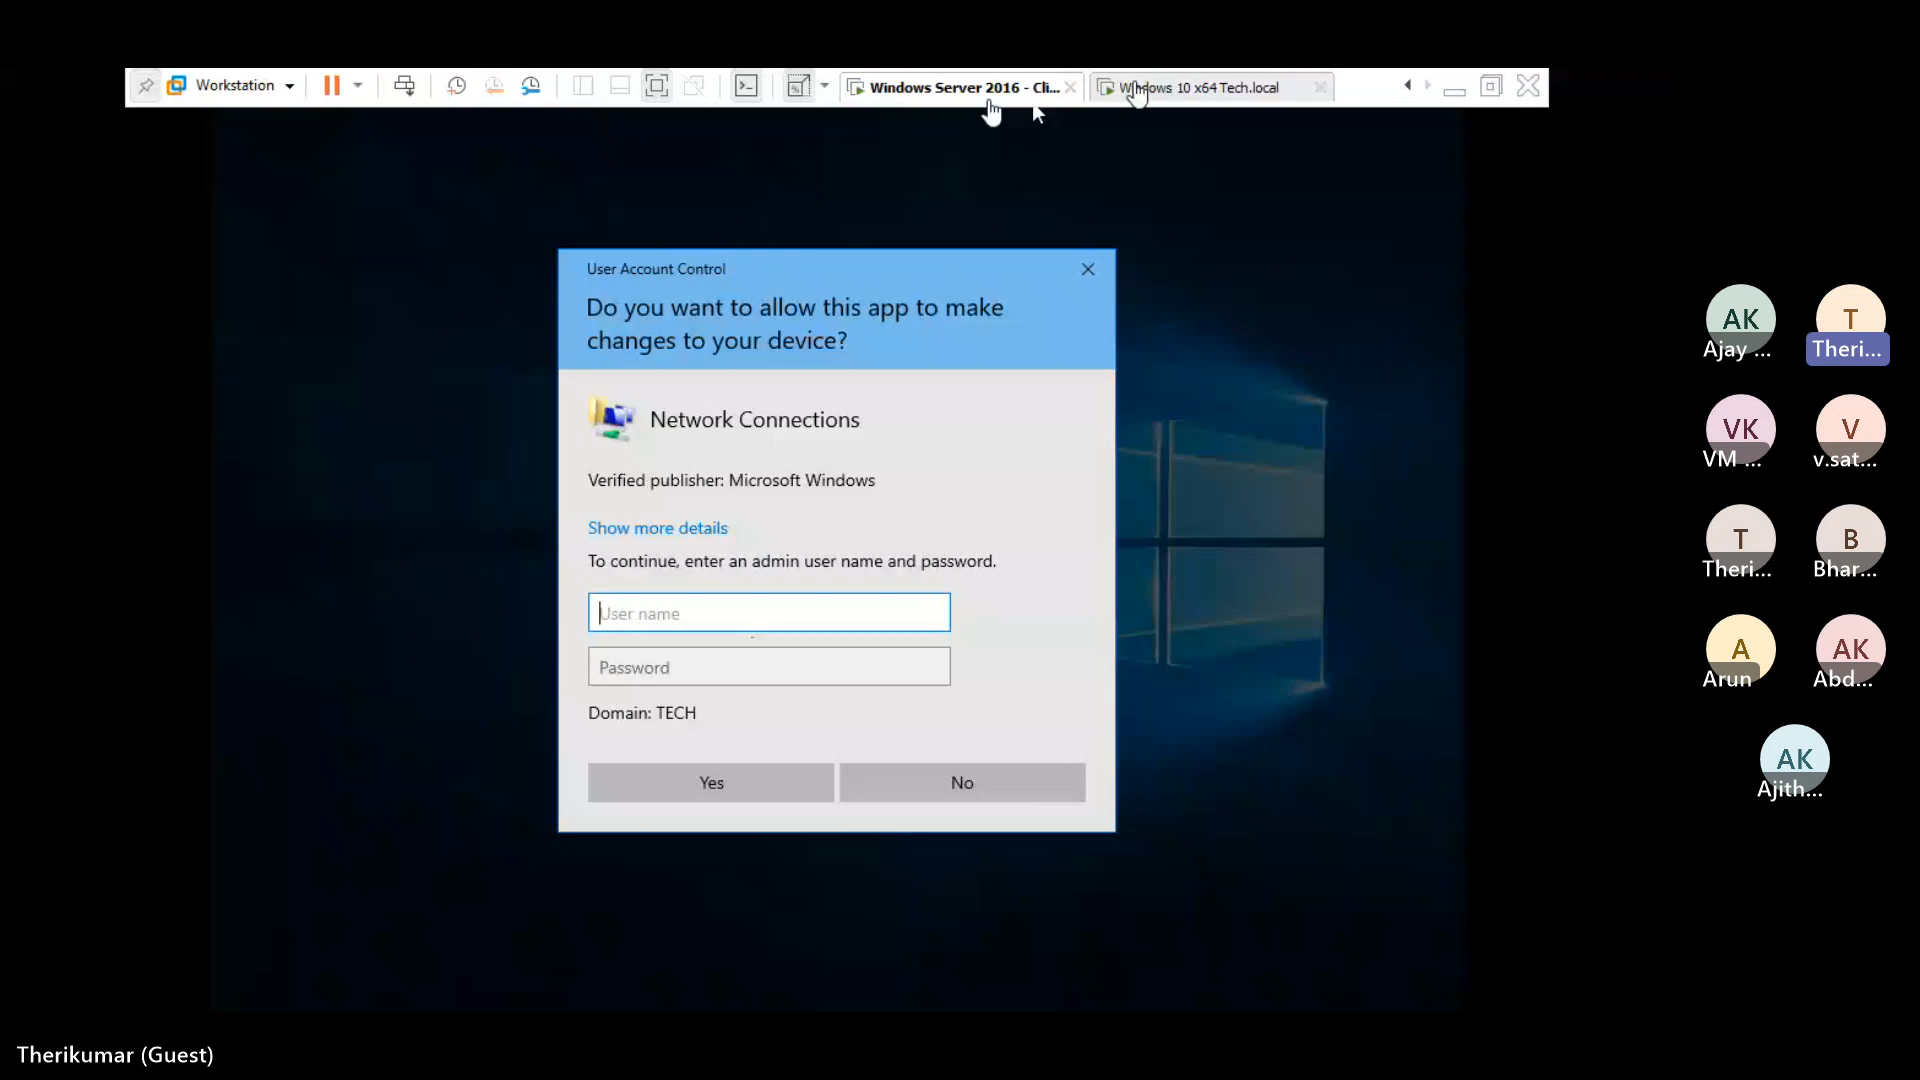 Workstation
Windows Server 2016 - Cli...
Windows 10 x64 Tech.local
User Account Control
Do you want to allow this app to make
changes to your device?
Network Connections
Verified publisher: Microsoft Windows
Show more details
To continue, enter an admin user name and password.
User name
Password
Domain: TECH
Yes
No
AK
T
Ajay ...
Theri...
VK
V
VM ...
v.sat...
T
B
Theri...
Bhar...
A
AK
Arun
Abd...
AK
Ajith...
Therikumar (Guest)